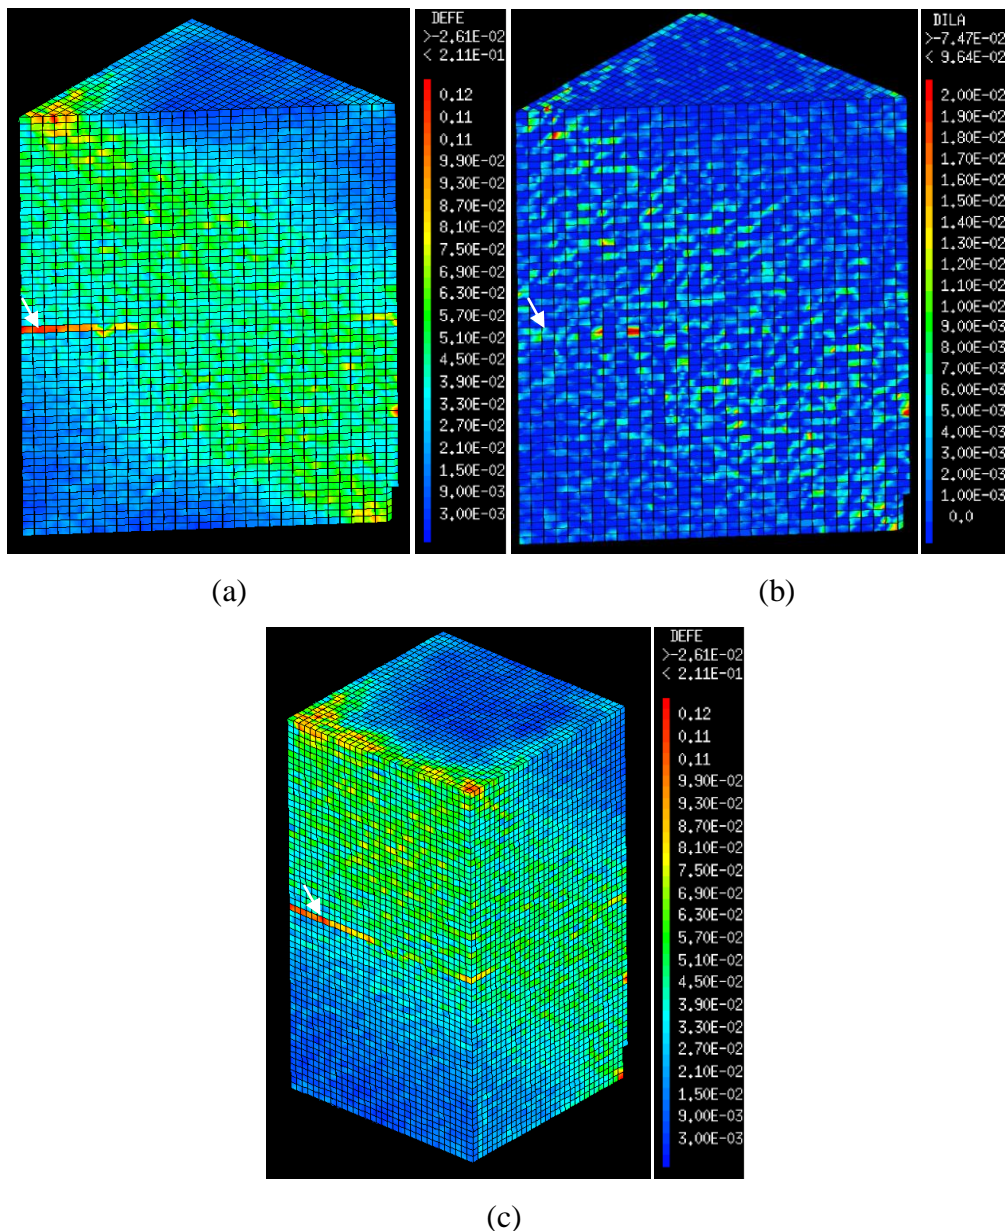 DEFE
>-2.61E-02
< 2.11E-01
0.12
0.11
0.11
9.90E-02
9.30E-02
8.70E-02
8.10E-02
7.50E-02
6.90E-02
6.30E-02
5.70E-02
5.10E-02
4.50E-02
3.90E-02
3.30E-02
2.70E-02
2.10E-02
1.50E-02
9.00E-03
3.00E-03
(a)
DILA
>-7.47E-02
< 9.64E-02
2.00E-02
1.90E-02
1.80E-02
1.70E-02
1.60E-02
1.50E-02
1.40E-02
1.30E-02
1.20E-02
1.10E-02
1.00E-02
9.00E-03
8.00E-03
7.00E-03
6.00E-03
5.00E-03
4.00E-03
3.00E-03
2.00E-03
1.00E-03
0.0
(b)
DEFE
>-2.61E-02
< 2.11E-01
0.12
0.11
0.11
9.90E-02
9.30E-02
8.70E-02
8.10E-02
7.50E-02
6.90E-02
6.30E-02
5.70E-02
5.10E-02
4.50E-02
3.90E-02
3.30E-02
2.70E-02
2.10E-02
1.50E-02
9.00E-03
3.00E-03
(c)